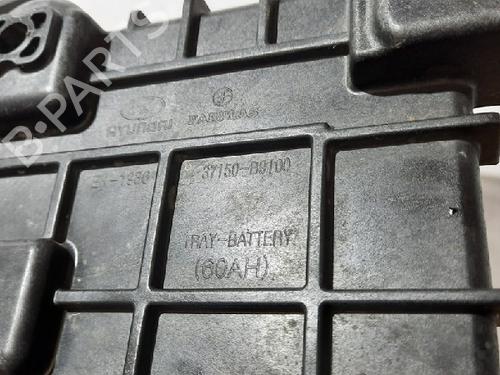 B-PARTS
HYUNDAI
37150-B9100
TRAY-BATTERY
(60AH)